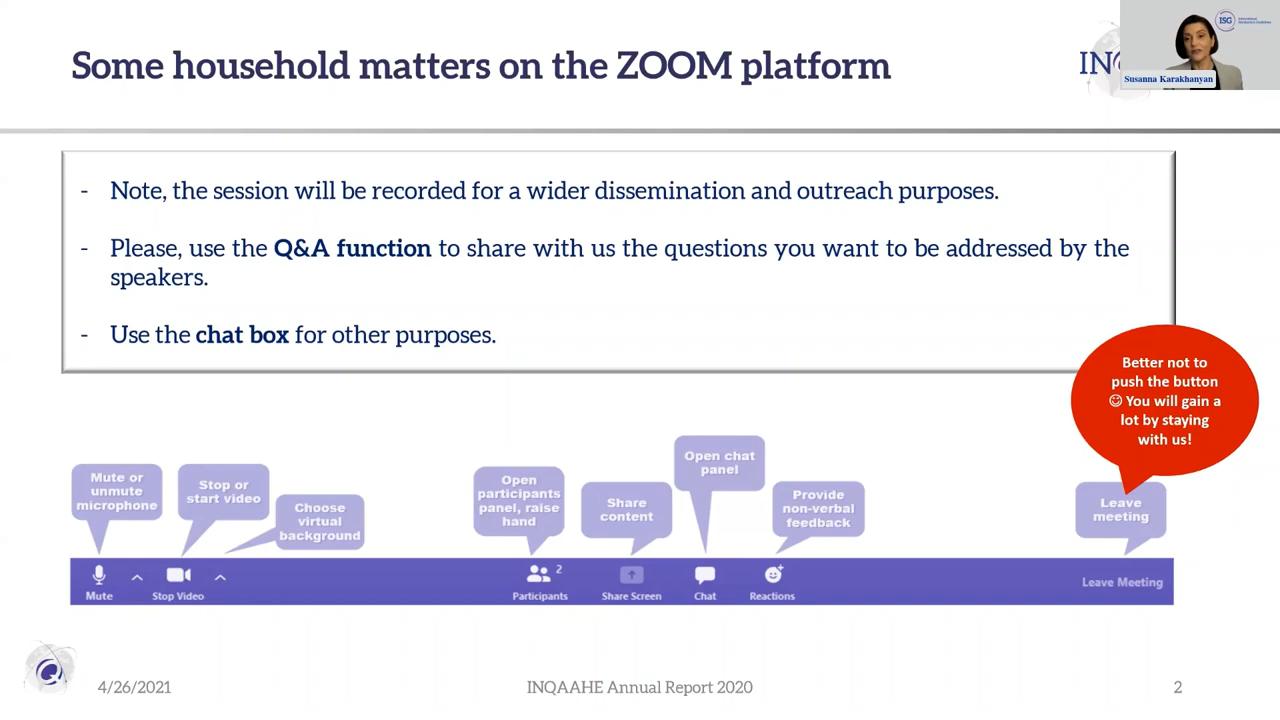 Some household matters on the ZOOM platform
ISG
Susanna Karakhanyan
- Note, the session will be recorded for a wider dissemination and outreach purposes.
- Please, use the Q&A function to share with us the questions you want to be addressed by the
speakers.
- Use the chat box for other purposes.
Better not to
push the button
☺ You will gain a
lot by staying
with us!
Mute or
unmute
microphone
Stop or
start video
Choose
virtual
background
Open
participants
panel, raise
hand
Share
content
Open chat
panel
Provide
non-verbal
feedback
Leave
meeting
Mute
Stop Video
2
Participants
Share Screen
Chat
Reactions
Leave Meeting
4/26/2021
INQAAHE Annual Report 2020
2